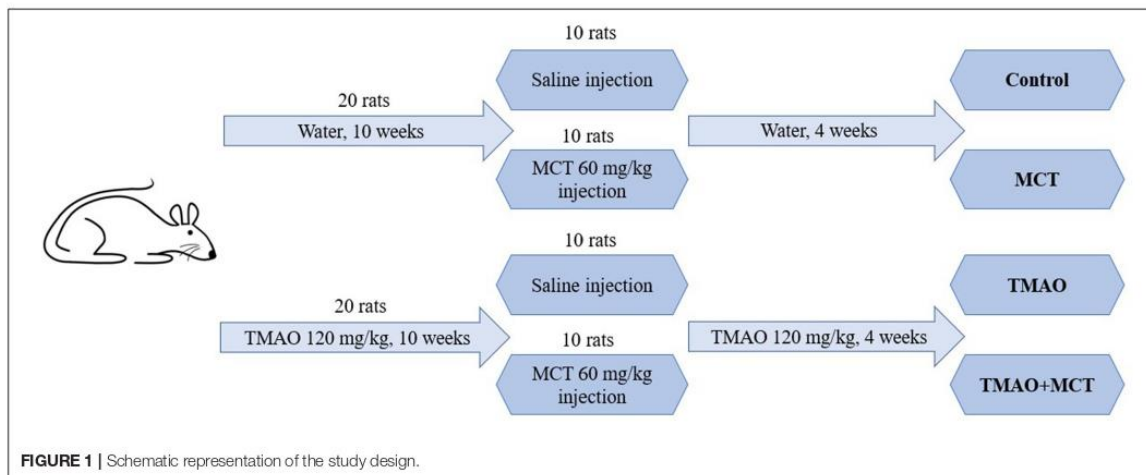 10 rats
Saline injection
Control
20 rats
Water, 10 weeks
10 rats
MCT 60 mg/kg
injection
Water, 4 weeks
MCT
10 rats
Saline injection
TMAO
20 rats
TMAO 120 mg/kg, 10 weeks
10 rats
MCT 60 mg/kg
injection
TMAO 120 mg/kg, 4 weeks
TMAO+MCT
FIGURE 1 | Schematic representation of the study design.